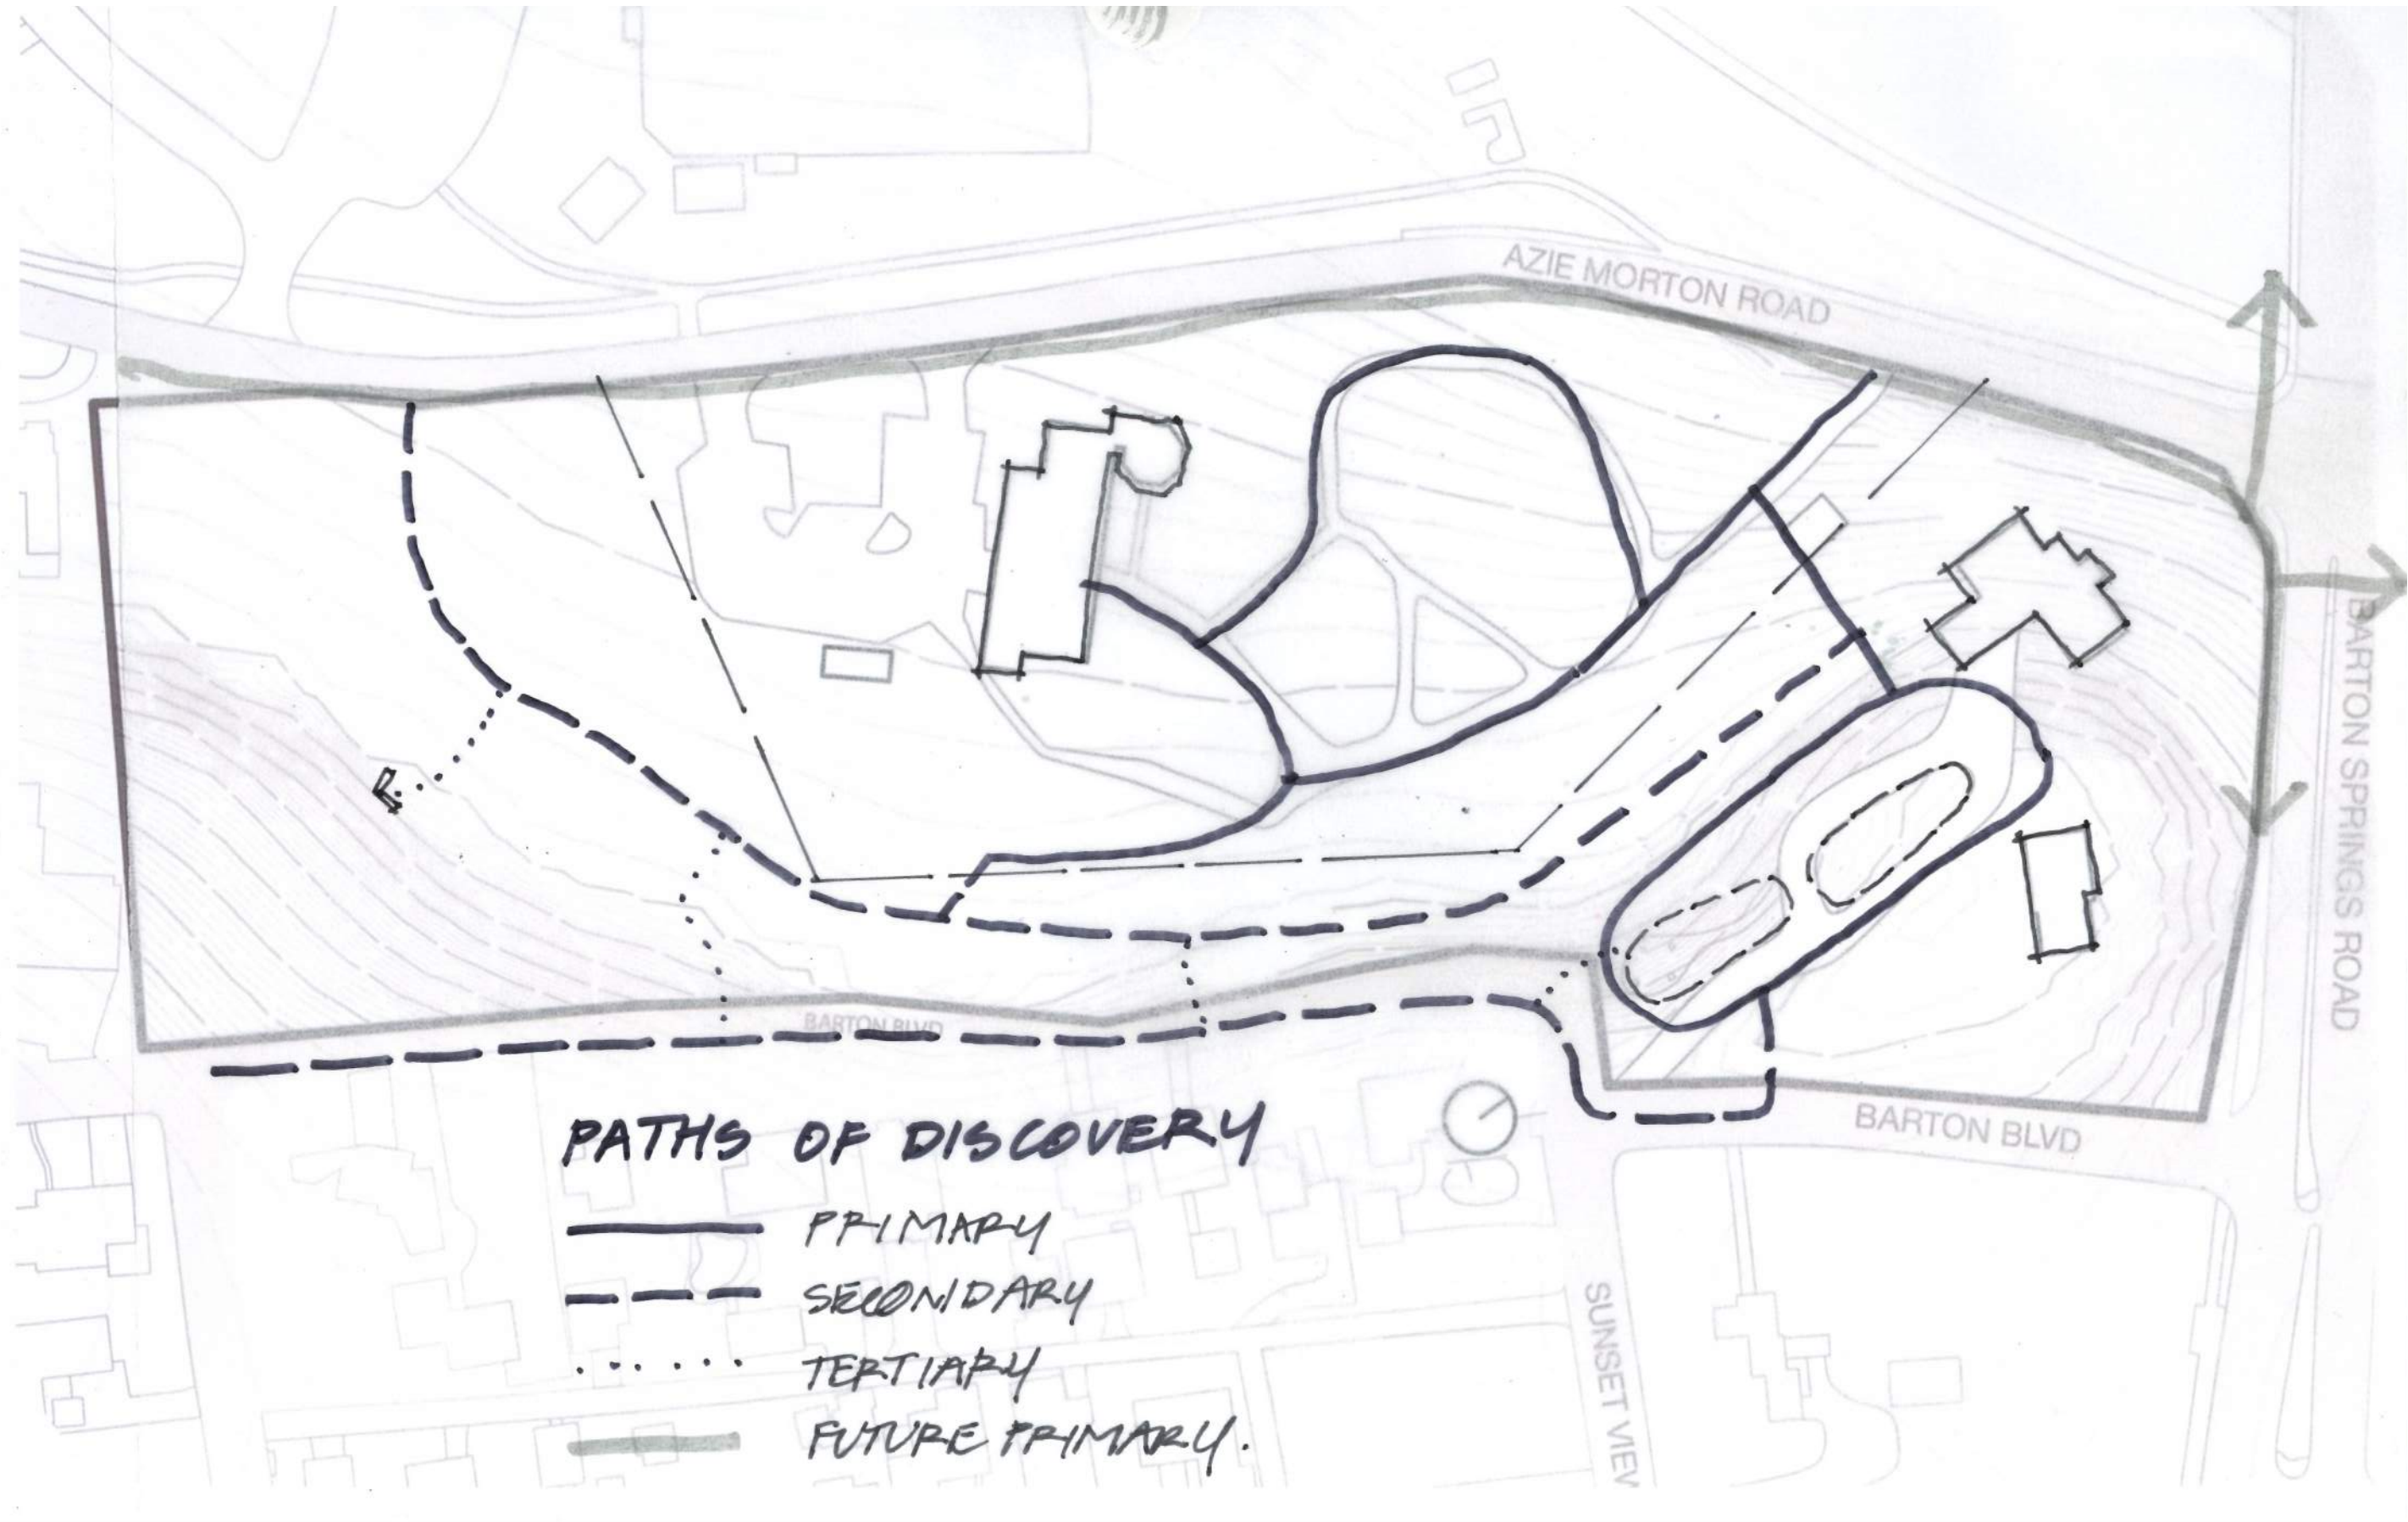 AZIE MORTON ROAD
BARTON SPRINGS ROAD
BARTON BLVD
BARTON BLVD
SUNSET VIEW
PATHS OF DISCOVERY
PRIMARY
SECONDARY
TERTIARY
FUTURE PRIMARY.